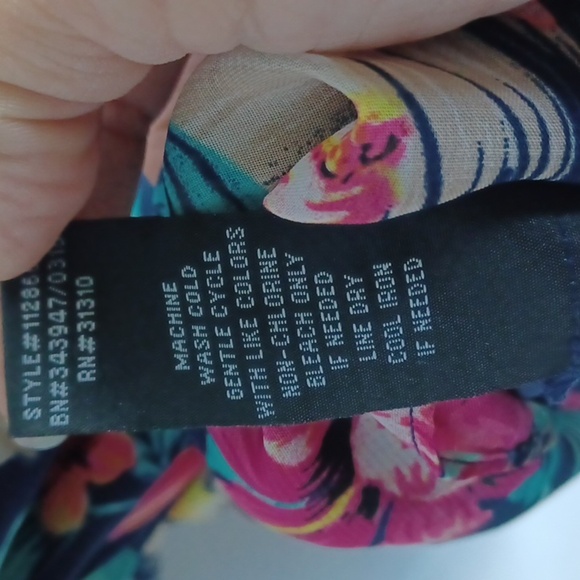 STYLE#11286
BN#343947/03
RN#31310
MACHINE
WASH COLD
GENTLE CYCLE
WITH LIKE COLORS
NON-CHLORINE
BLEACH ONLY
IF NEEDED
LINE DRY
COOL IRON
IF NEEDED